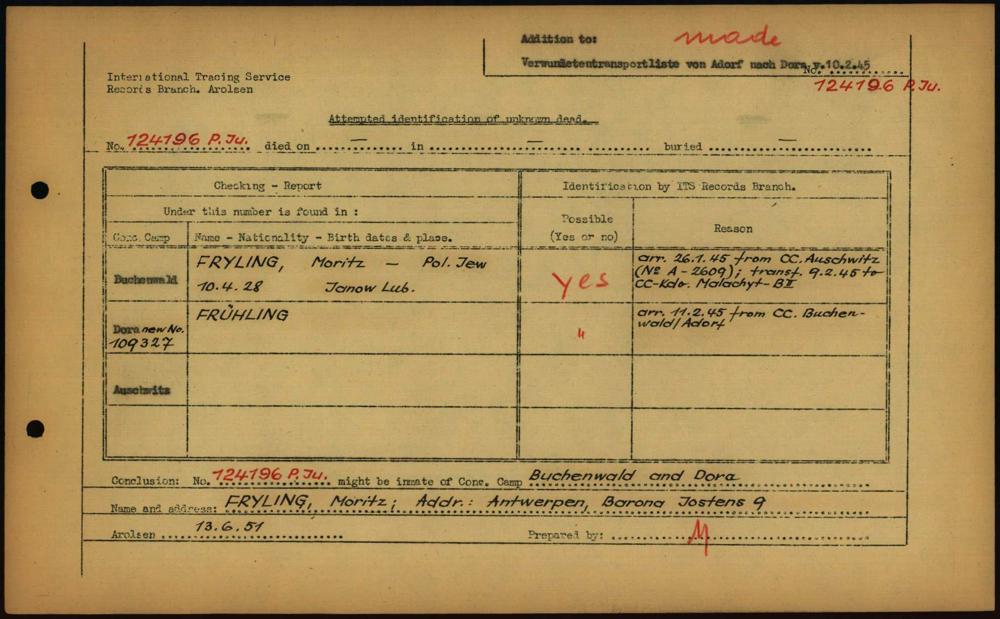 Addition to: made
Verwundetentransportliste von Adorf nach Dora v.10.2.45
No. 124196 P.Ju.
International Tracing Service
Records Branch. Arolsen
Attempted identification of unknown dead.
No. 124196 P.Ju. died on — in — buried —
Checking - Report
Identification by ITS Records Branch.
Under this number is found in :
Possible
(Yes or no)
Reason
Conc. Camp
Name - Nationality - Birth dates & place.
Buchenwald
FRYLING, Moritz — Pol. Jew
10.4.28 Janow Lub.
yes
arr. 26.1.45 from CC. Auschwitz
(Nº A-2609); transf. 9.2.45 to
CC-Kdo. Malachyt-BII
Dora new No.
109327
FRÜHLING
"
arr. 11.2.45 from CC. Buchen-
wald/Adorf
Auschwitz
Conclusion: No. 124196 P.Ju. might be inmate of Conc. Camp Buchenwald and Dora
Name and address: FRYLING, Moritz; Addr.: Antwerpen, Barona Jostens 9
Arolsen 13.6.51
Prepared by: